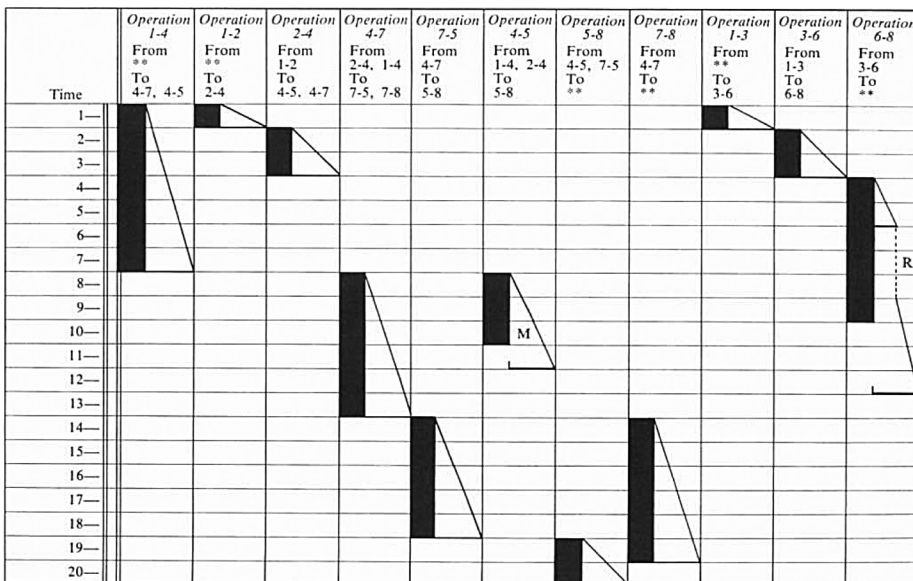 Operation
1-4
From
**
To
4-7, 4-5
Operation
1-2
From
**
To
2-4
Operation
2-4
From
1-2
To
4-5, 4-7
Operation
4-7
From
2-4, 1-4
To
7-5, 7-8
Operation
7-5
From
4-7
To
5-8
Operation
4-5
From
1-4, 2-4
To
5-8
Operation
5-8
From
4-5, 7-5
To
**
Operation
7-8
From
4-7
To
**
Operation
1-3
From
**
To
3-6
Operation
3-6
From
1-3
To
6-8
Operation
6-8
From
3-6
To
**
Time
1—
2—
3—
4—
5—
6—
7—
R
8—
9—
10—
M
11—
12—
13—
14—
15—
16—
17—
18—
19—
20—